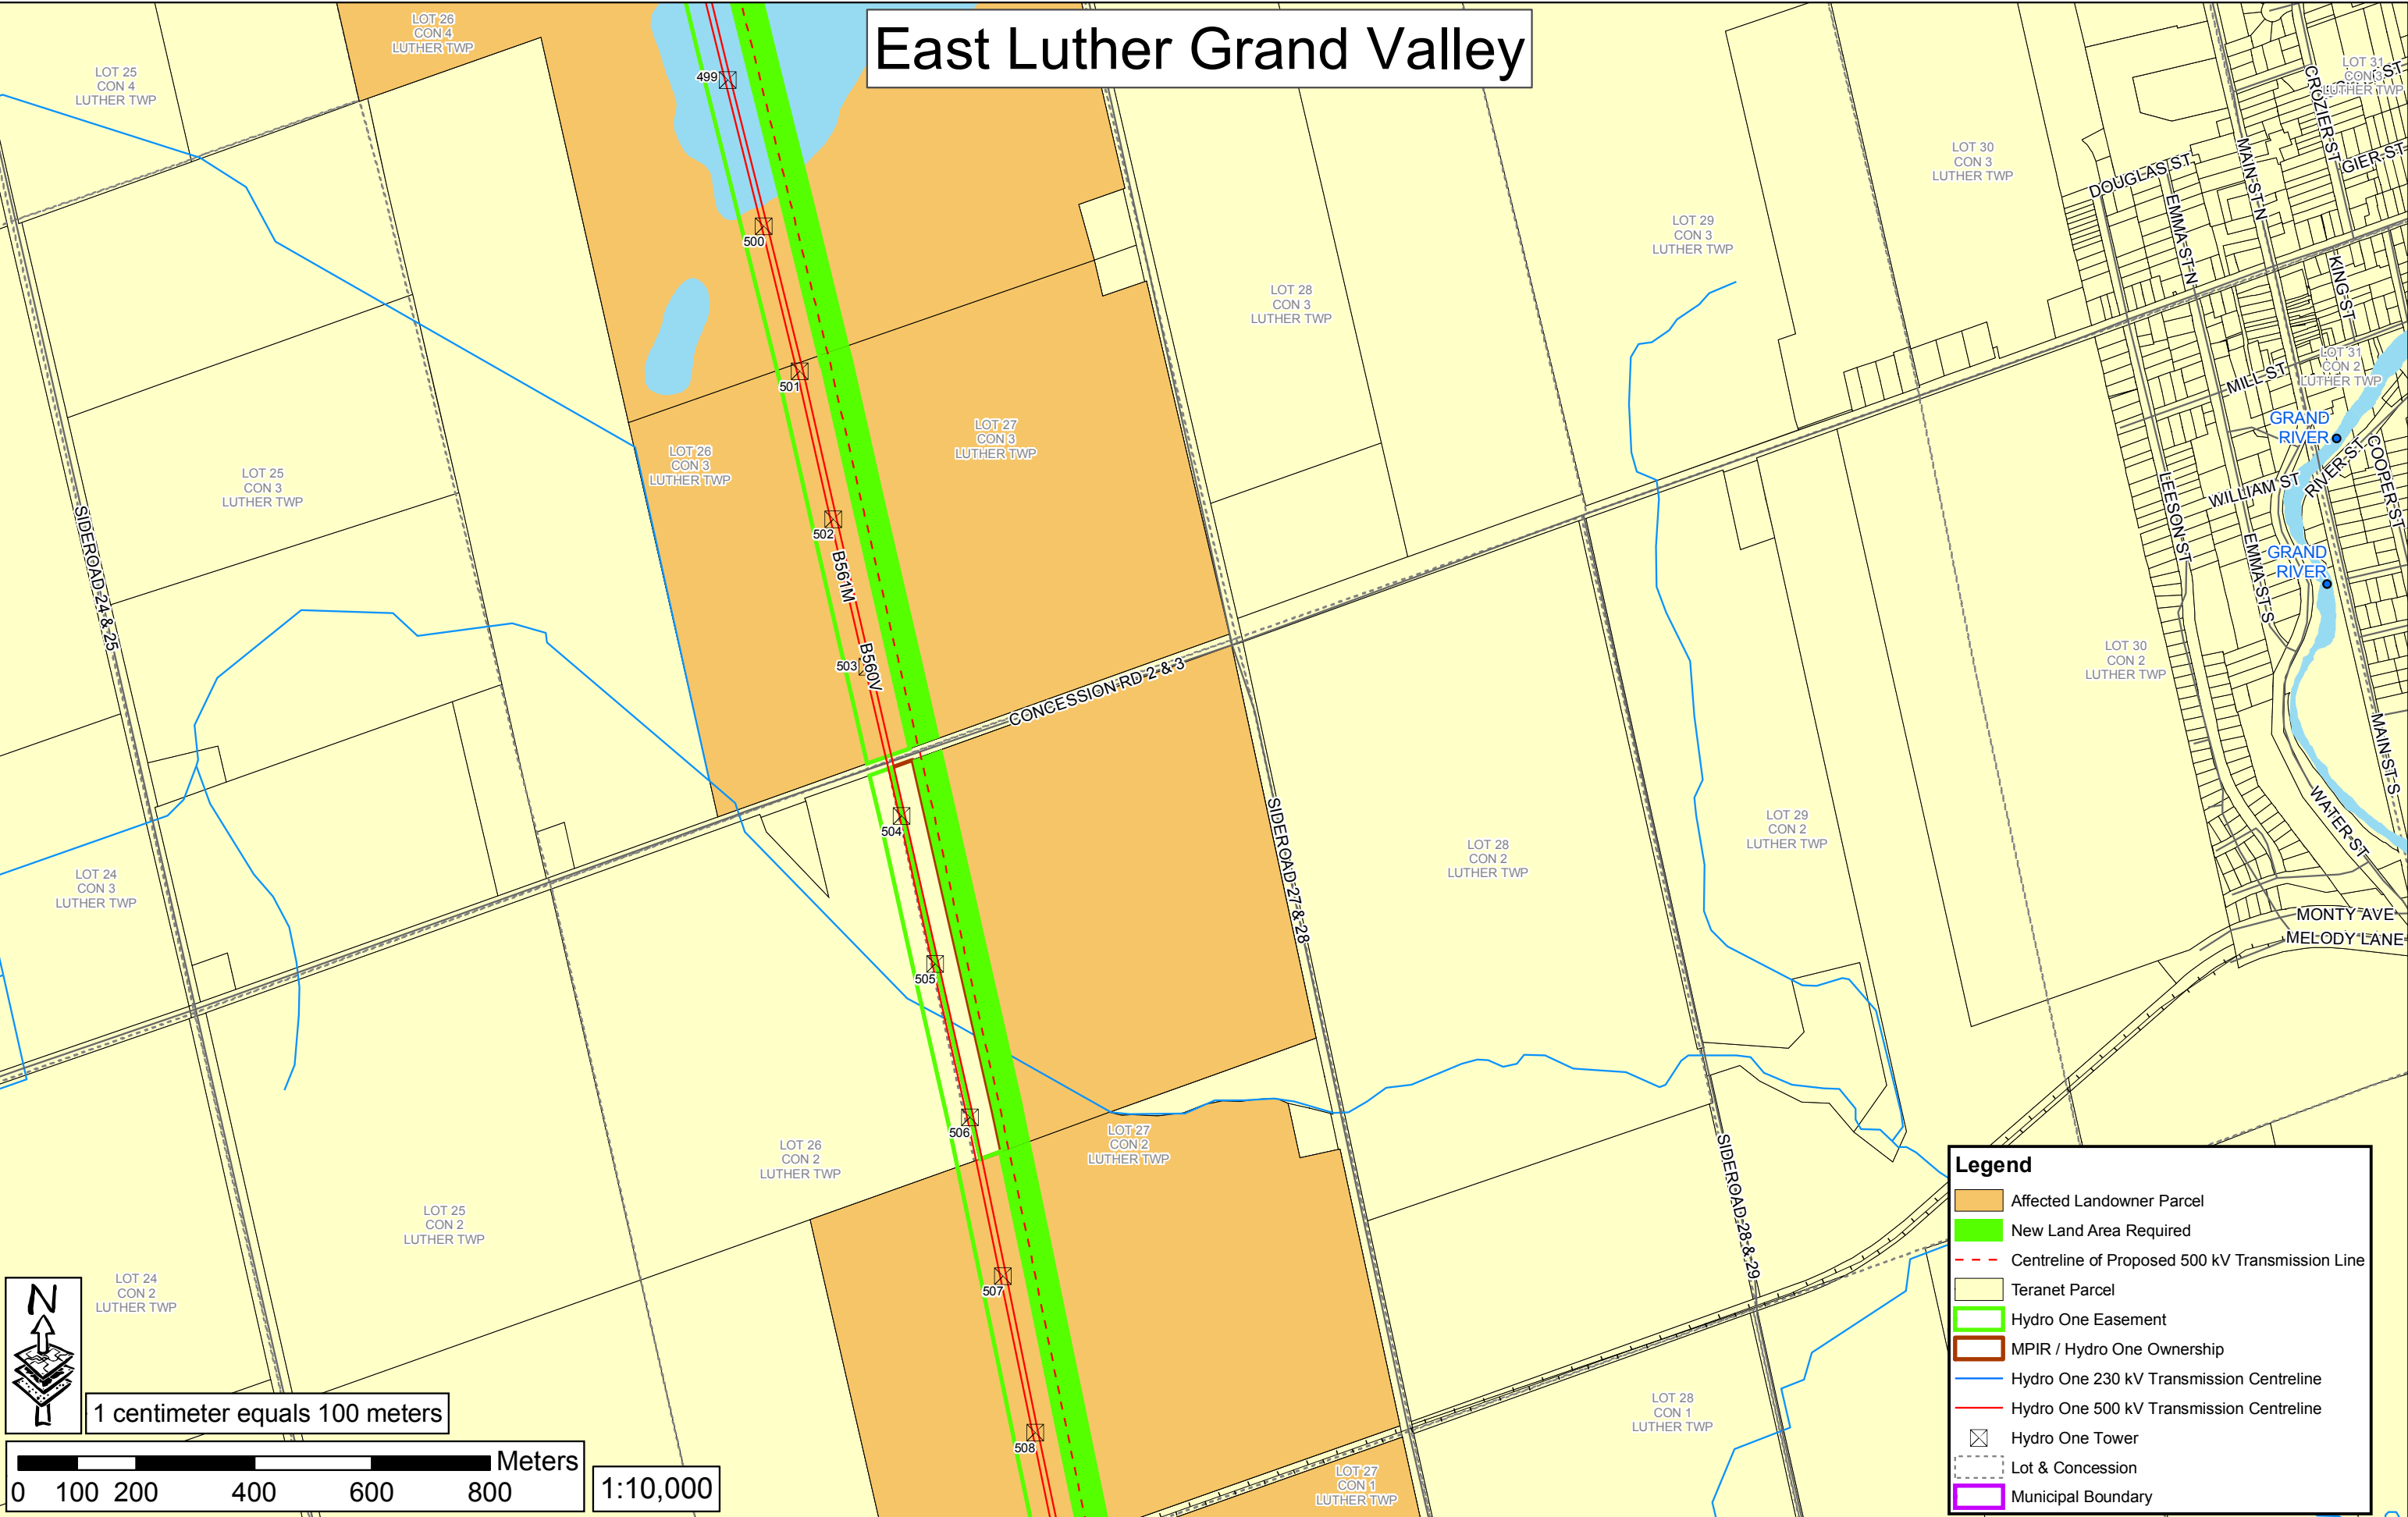 East Luther Grand Valley
LOT 26
CON 4
LUTHER TWP
LOT 25
CON 4
LUTHER TWP
499
500
501
502
503
504
505
506
507
508
B561M
B560V
LOT 31
CON 3
LUTHER TWP
CROZIER ST
GIER ST
MAIN ST N
DOUGLAS ST
EMMA ST N
KING ST
LOT 30
CON 3
LUTHER TWP
LOT 29
CON 3
LUTHER TWP
LOT 28
CON 3
LUTHER TWP
LOT 27
CON 3
LUTHER TWP
LOT 26
CON 3
LUTHER TWP
LOT 25
CON 3
LUTHER TWP
SIDEROAD 24 & 25
LOT 31
CON 2
LUTHER TWP
MILL ST
GRAND
RIVER
RIVER ST
COOPER ST
WILLIAM ST
LEESON ST
EMMA ST S
GRAND
RIVER
LOT 30
CON 2
LUTHER TWP
MAIN ST S
WATER ST
MONTY AVE
MELODY LANE
CONCESSION RD 2 & 3
SIDEROAD 27 & 28
LOT 24
CON 3
LUTHER TWP
LOT 28
CON 2
LUTHER TWP
LOT 29
CON 2
LUTHER TWP
LOT 27
CON 2
LUTHER TWP
LOT 26
CON 2
LUTHER TWP
LOT 25
CON 2
LUTHER TWP
LOT 24
CON 2
LUTHER TWP
SIDEROAD 28 & 29
LOT 28
CON 1
LUTHER TWP
LOT 27
CON 1
LUTHER TWP
N
1 centimeter equals 100 meters
Meters
0 100 200 400 600 800
1:10,000
Legend
Affected Landowner Parcel
New Land Area Required
Centreline of Proposed 500 kV Transmission Line
Teranet Parcel
Hydro One Easement
MPIR / Hydro One Ownership
Hydro One 230 kV Transmission Centreline
Hydro One 500 kV Transmission Centreline
Hydro One Tower
Lot & Concession
Municipal Boundary